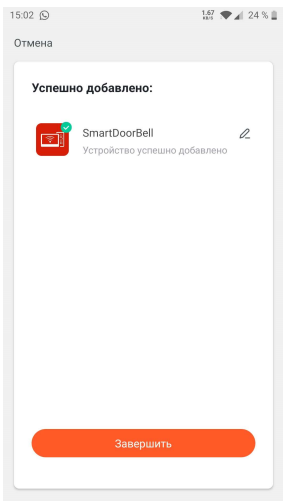 15:02 1.67 KB/S 24 %
Отмена
Успешно добавлено:
SmartDoorBell
Устройство успешно добавлено
Завершить